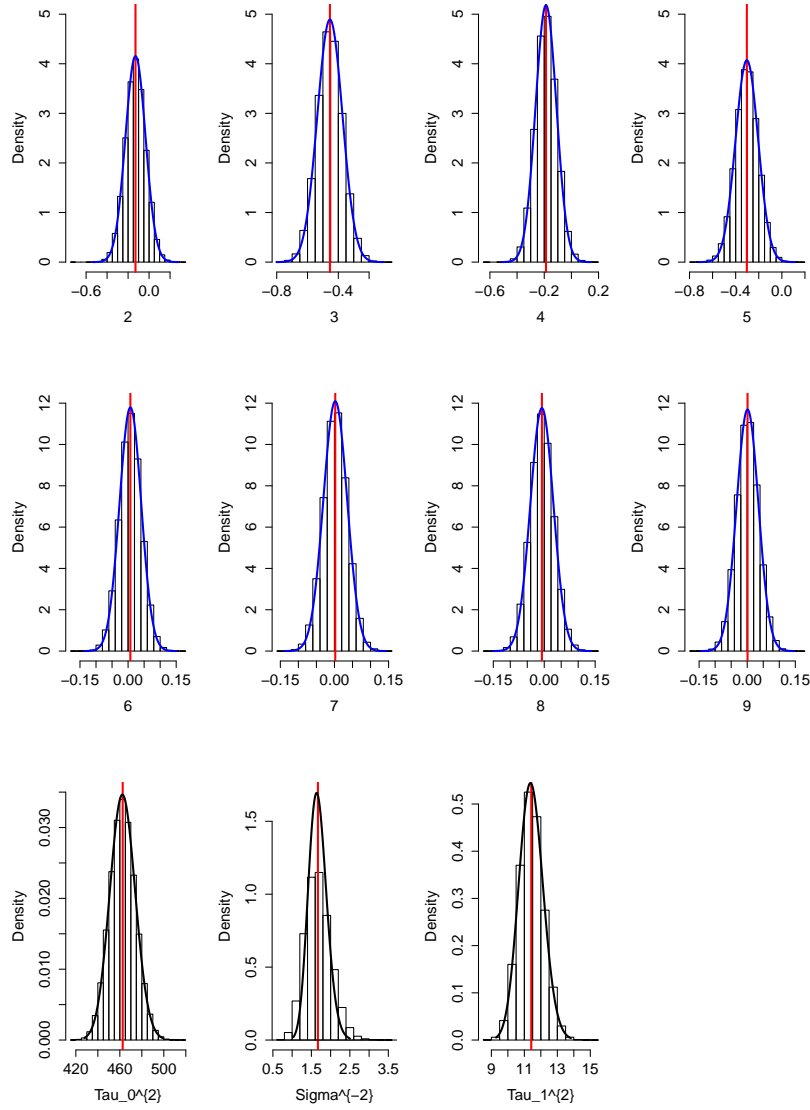 Density
0 1 2 3 4 5
−0.6 0.0
2
Density
0 1 2 3 4 5
−0.8 −0.4
3
Density
0 1 2 3 4 5
−0.6 −0.2 0.2
4
Density
0 1 2 3 4 5
−0.8 −0.4 0.0
5
Density
0 2 4 6 8 10 12
−0.15 0.00 0.15
6
Density
0 2 4 6 8 10 12
−0.15 0.00 0.15
7
Density
0 2 4 6 8 10 12
−0.15 0.00 0.15
8
Density
0 2 4 6 8 10 12
−0.15 0.00 0.15
9
Density
0.000 0.010 0.020 0.030
420 460 500
Tau_0^{2}
Density
0.0 0.5 1.0 1.5
0.5 1.5 2.5 3.5
Sigma^{−2}
Density
0.0 0.1 0.2 0.3 0.4 0.5
9 11 13 15
Tau_1^{2}